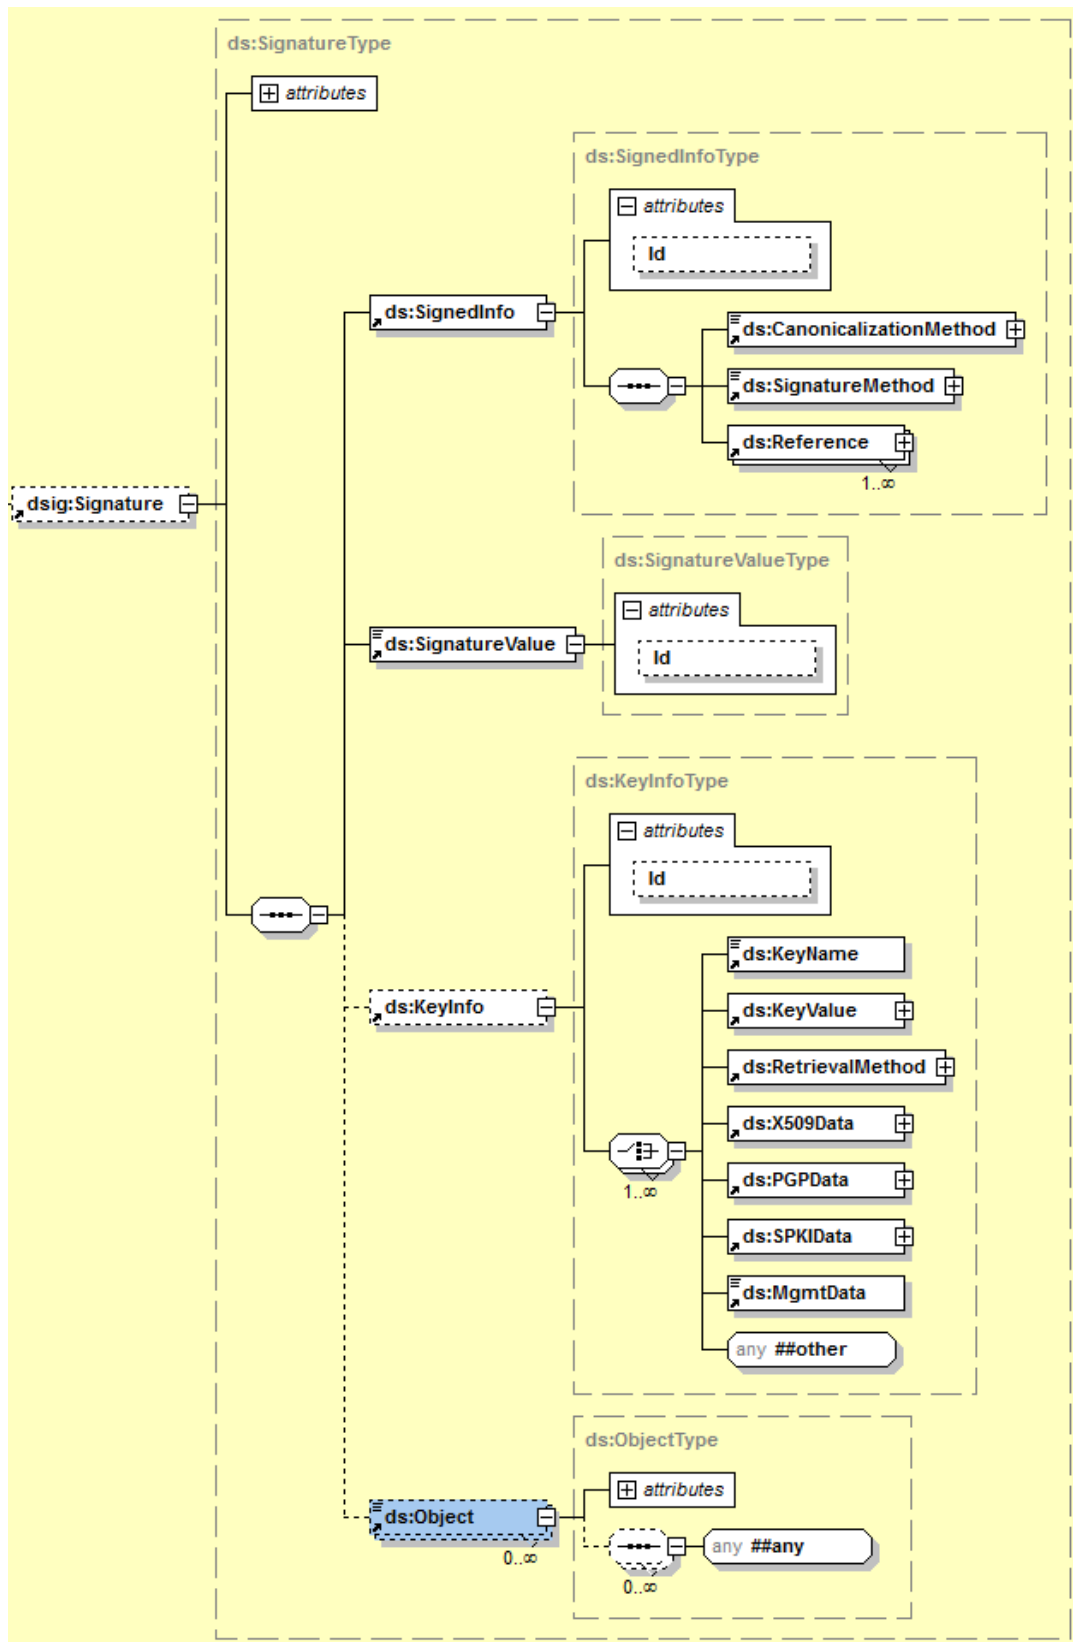 ds:SignatureType
attributes
ds:SignedInfoType
attributes
Id
ds:SignedInfo
ds:CanonicalizationMethod
ds:SignatureMethod
ds:Reference
1..∞
dsig:Signature
ds:SignatureValueType
attributes
Id
ds:SignatureValue
ds:KeyInfoType
attributes
Id
ds:KeyInfo
ds:KeyName
ds:KeyValue
ds:RetrievalMethod
ds:X509Data
ds:PGPData
ds:SPKIData
ds:MgmtData
any ##other
1..∞
ds:ObjectType
attributes
ds:Object
0..∞
any ##any
0..∞